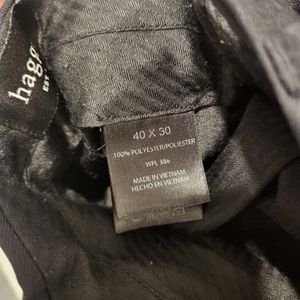 hagg
40 X 30
100% POLYESTER/POLIESTER
WPL 386
MADE IN VIETNAM
HECHO EN VIETNAM